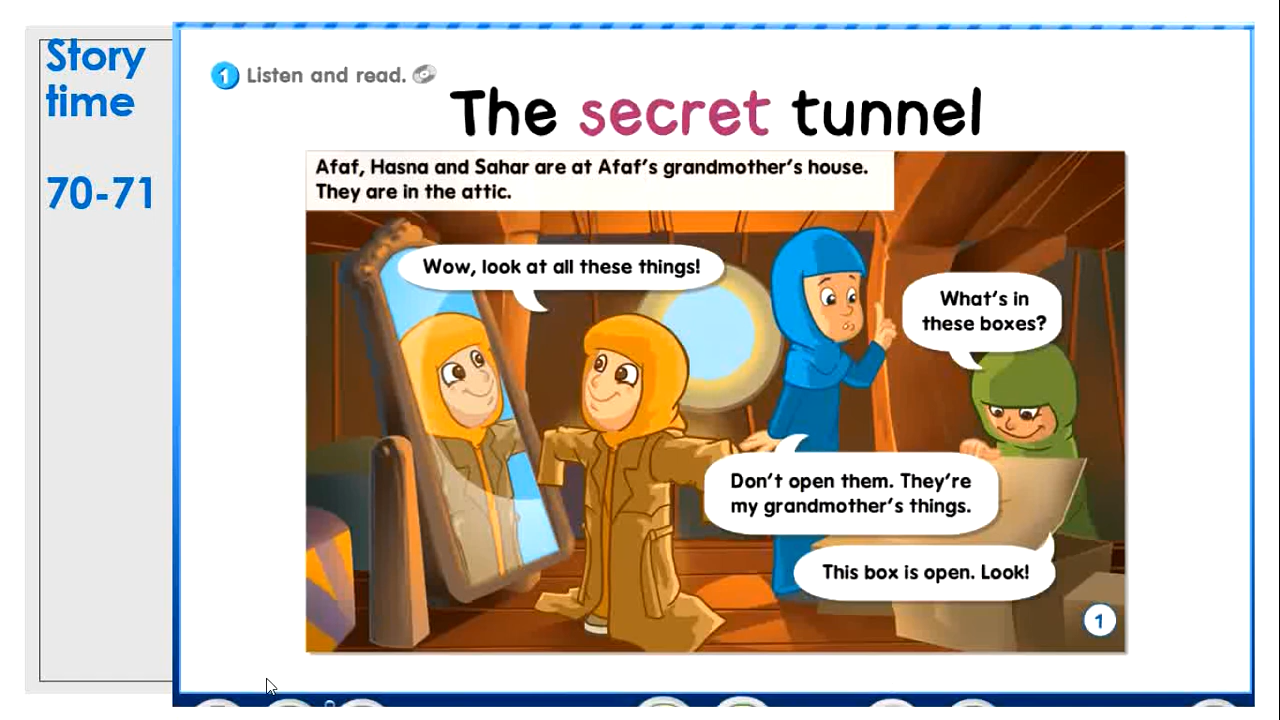 Story
time
70-71
1 Listen and read.
The secret tunnel
Afaf, Hasna and Sahar are at Afaf's grandmother's house.
They are in the attic.
Wow, look at all these things!
What's in
these boxes?
Don't open them. They're
my grandmother's things.
This box is open. Look!
1